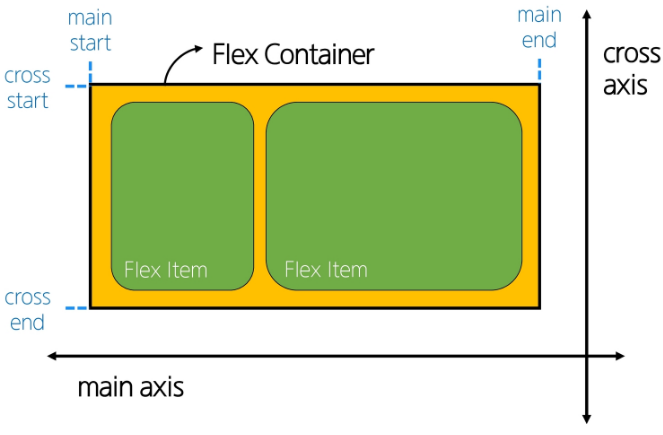 main
start
main
end
Flex Container
cross
axis
cross
start
Flex Item
Flex Item
cross
end
main axis